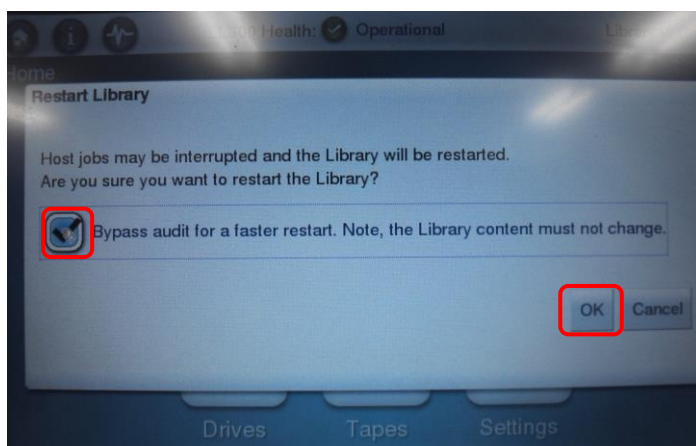 Health: Operational
Home
Restart Library
Host jobs may be interrupted and the Library will be restarted.
Are you sure you want to restart the Library?
Bypass audit for a faster restart. Note, the Library content must not change.
OK Cancel
Drives Tapes Settings